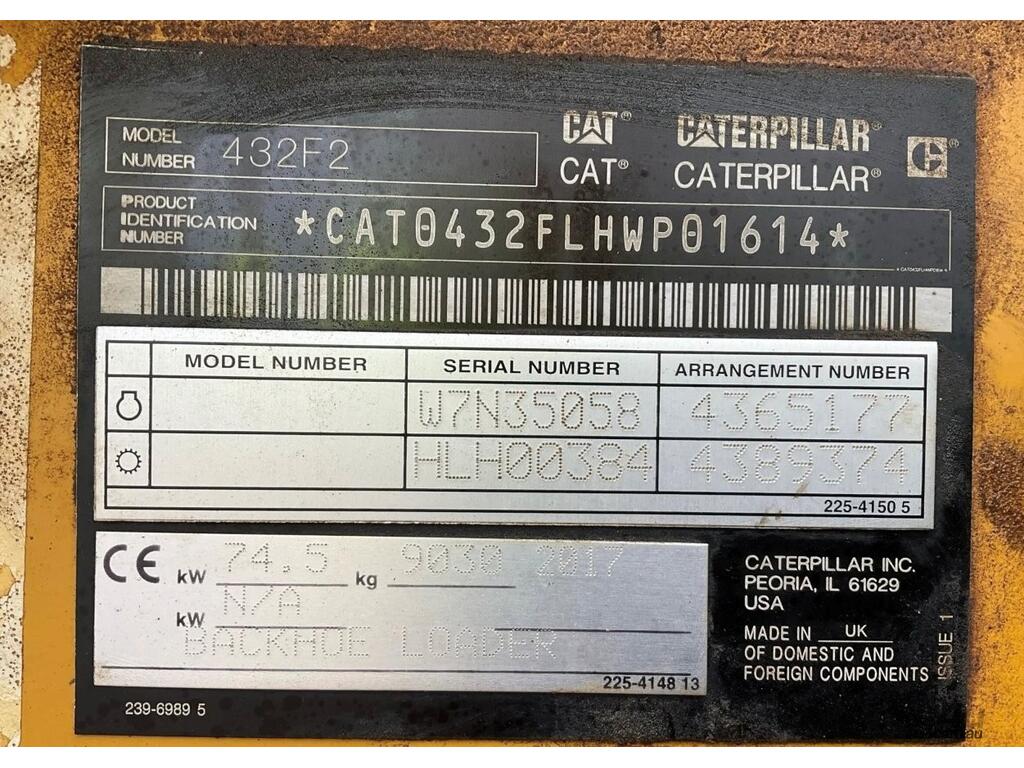 MODEL
NUMBER 432F2
CAT® CATERPILLAR®
CAT® CATERPILLAR®
PRODUCT
IDENTIFICATION
NUMBER
*CAT0432FLHWP01614*
MODEL NUMBER SERIAL NUMBER ARRANGEMENT NUMBER
W7N35058 4365177
HLH00384 4389374
225-4150 5
CE kW 74.5 kg 9030 2017
kW N/A
BACKHOE LOADER
225-4148 13
239-6989 5
CATERPILLAR INC.
PEORIA, IL 61629
USA
MADE IN UK
OF DOMESTIC AND
FOREIGN COMPONENTS
ISSUE 1